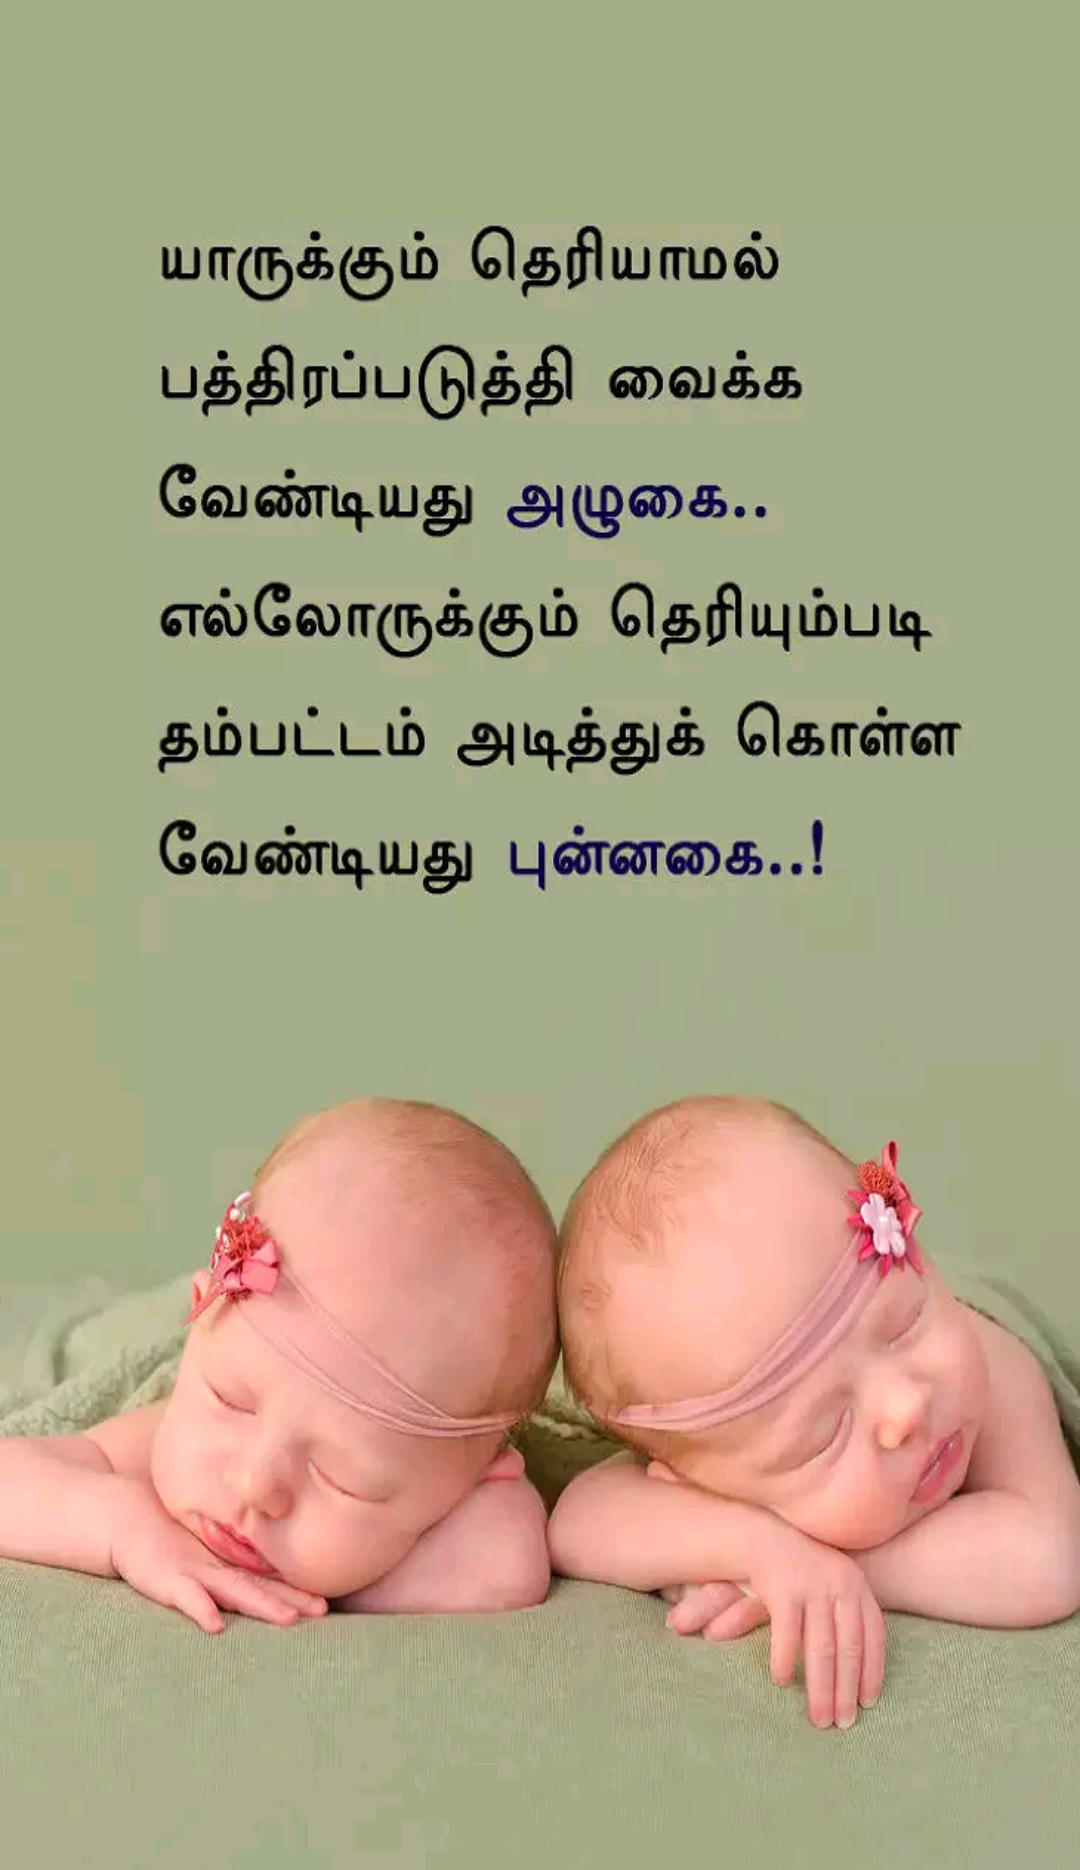 யாருக்கும் தெரியாமல்
பத்திரப்படுத்தி வைக்க
வேண்டியது அழுகை..
எல்லோருக்கும் தெரியும்படி
தம்பட்டம் அடித்துக் கொள்ள
வேண்டியது புன்னகை..!